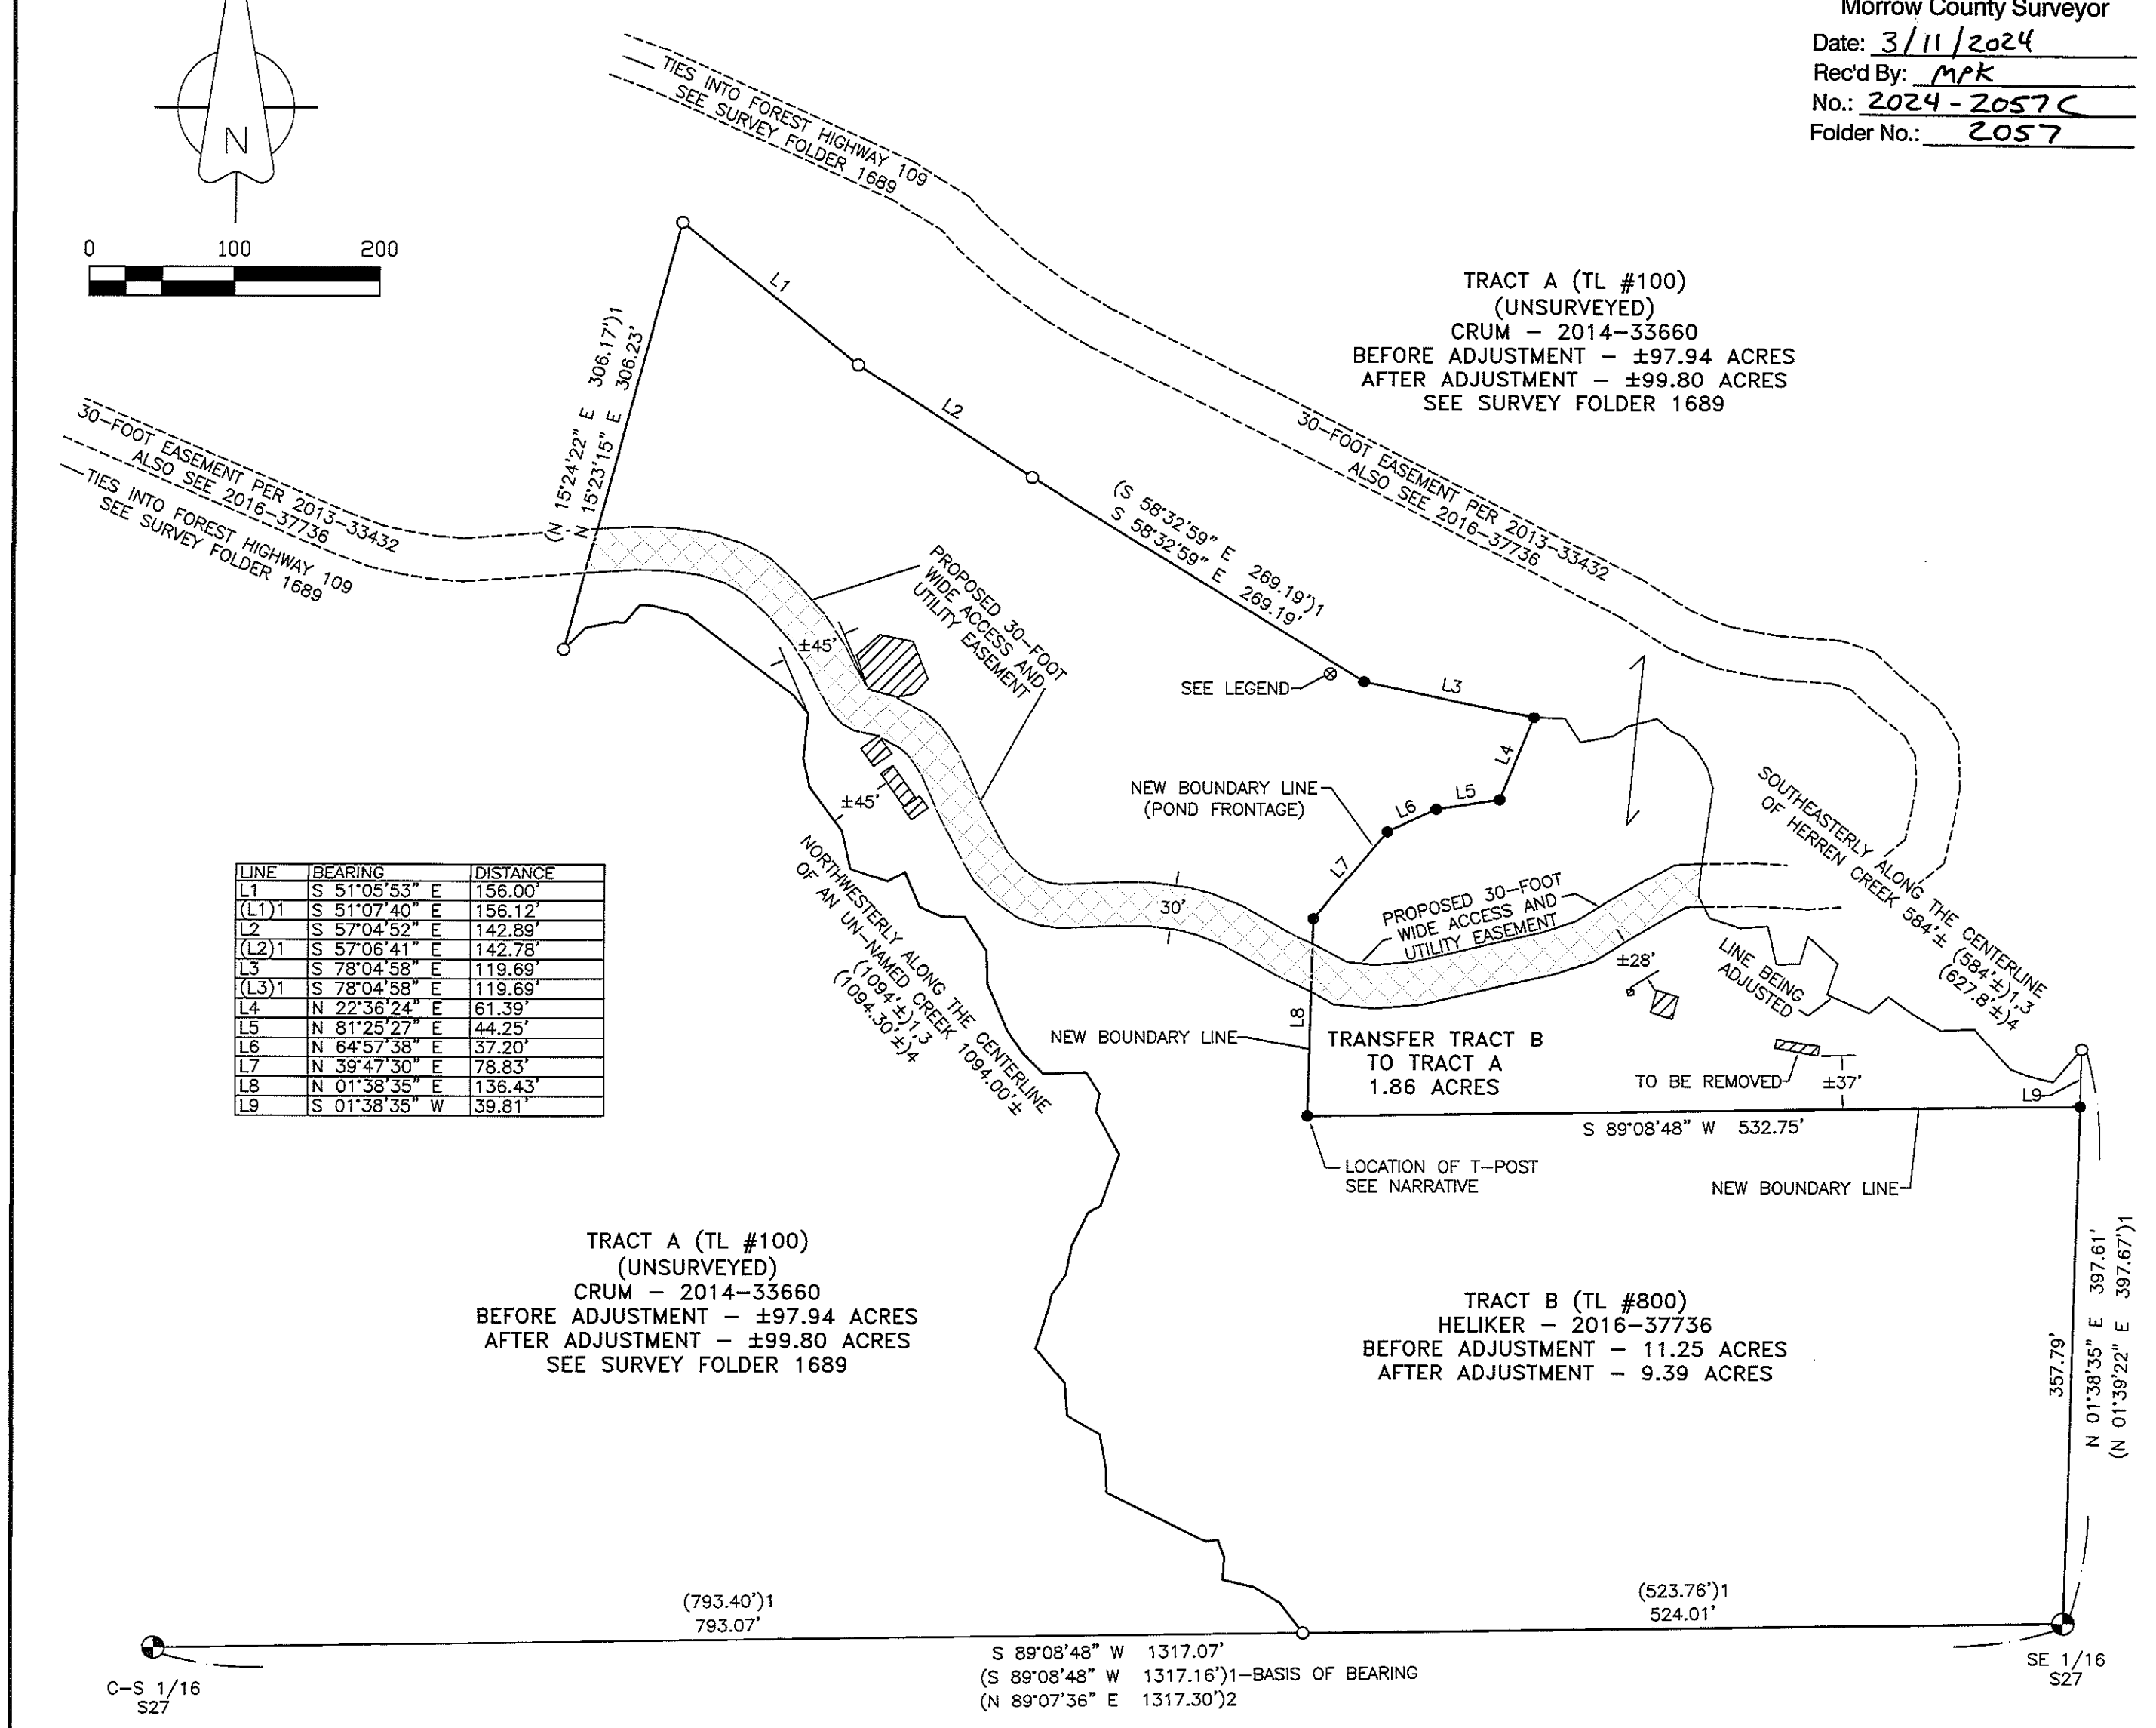 Morrow County Surveyor
Date: 3/11/2024
Rec'd By: MPK
No.: 2024-2057C
Folder No.: 2057
N
0 100 200
TIES INTO FOREST HIGHWAY 109
SEE SURVEY FOLDER 1689
L1
(N 15°24'22" E 306.17')1
N 15°23'15" E 306.23'
L2
TRACT A (TL #100)
(UNSURVEYED)
CRUM – 2014–33660
BEFORE ADJUSTMENT – ±97.94 ACRES
AFTER ADJUSTMENT – ±99.80 ACRES
SEE SURVEY FOLDER 1689
30–FOOT EASEMENT PER 2013–33432
ALSO SEE 2016–37736
TIES INTO FOREST HIGHWAY 109
SEE SURVEY FOLDER 1689
30–FOOT EASEMENT PER 2013–33432
ALSO SEE 2016–37736
(S 58°32'59" E 269.19')1
S 58°32'59" E 269.19'
PROPOSED 30–FOOT
WIDE ACCESS AND
UTILITY EASEMENT
±45'
SEE LEGEND
L3
L4
L5
L6
L7
NEW BOUNDARY LINE
(POND FRONTAGE)
±45'
SOUTHEASTERLY ALONG THE CENTERLINE
OF HERREN CREEK 584'± (584'±)1,3
(627.8'±)4
LINE BEARING DISTANCE
L1 S 51°05'53" E 156.00'
(L1)1 S 51°07'40" E 156.12'
L2 S 57°04'52" E 142.89'
(L2)1 S 57°06'41" E 142.78'
L3 S 78°04'58" E 119.69'
(L3)1 S 78°04'58" E 119.69'
L4 N 22°36'24" E 61.39'
L5 N 81°25'27" E 44.25'
L6 N 64°57'38" E 37.20'
L7 N 39°47'30" E 78.83'
L8 N 01°38'35" E 136.43'
L9 S 01°38'35" W 39.81'
NORTHWESTERLY ALONG THE CENTERLINE
OF AN UN–NAMED CREEK 1094.00'±
(1094'±)1,3
(1094.30'±)4
30'
PROPOSED 30–FOOT
WIDE ACCESS AND
UTILITY EASEMENT
±28'
LINE BEING
ADJUSTED
L8
NEW BOUNDARY LINE
TRANSFER TRACT B
TO TRACT A
1.86 ACRES
TO BE REMOVED
±37'
L9
S 89°08'48" W 532.75'
LOCATION OF T–POST
SEE NARRATIVE
NEW BOUNDARY LINE
TRACT A (TL #100)
(UNSURVEYED)
CRUM – 2014–33660
BEFORE ADJUSTMENT – ±97.94 ACRES
AFTER ADJUSTMENT – ±99.80 ACRES
SEE SURVEY FOLDER 1689
TRACT B (TL #800)
HELIKER – 2016–37736
BEFORE ADJUSTMENT – 11.25 ACRES
AFTER ADJUSTMENT – 9.39 ACRES
357.79'
N 01°38'35" E 397.61'
(N 01°39'22" E 397.67')1
(793.40')1
793.07'
(523.76')1
524.01'
S 89°08'48" W 1317.07'
(S 89°08'48" W 1317.16')1–BASIS OF BEARING
(N 89°07'36" E 1317.30')2
C–S 1/16
S27
SE 1/16
S27